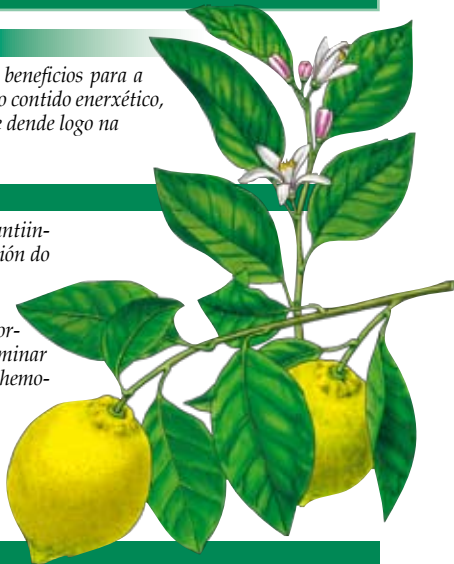 beneficios para a
o contido enerxético,
e dende logo na
antiin-
ión do
or-
minar
hemo-